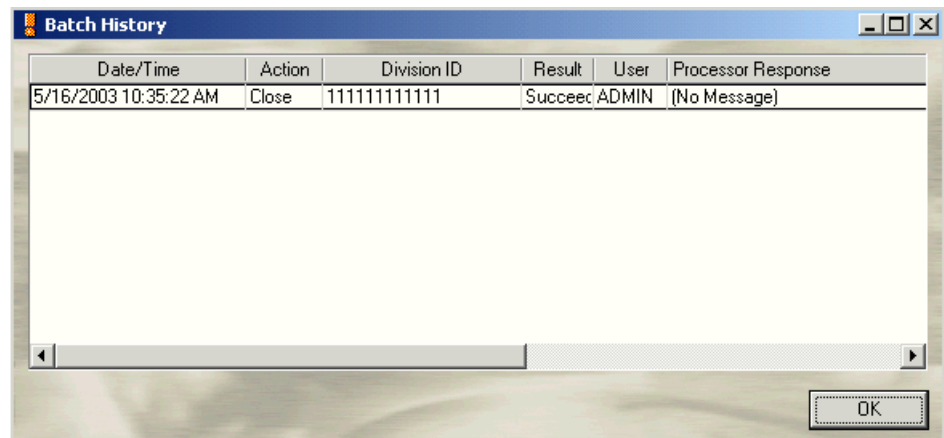 Batch History
Date/Time Action Division ID Result User Processor Response
5/16/2003 10:35:22 AM Close 111111111111 Succeec ADMIN (No Message)
OK